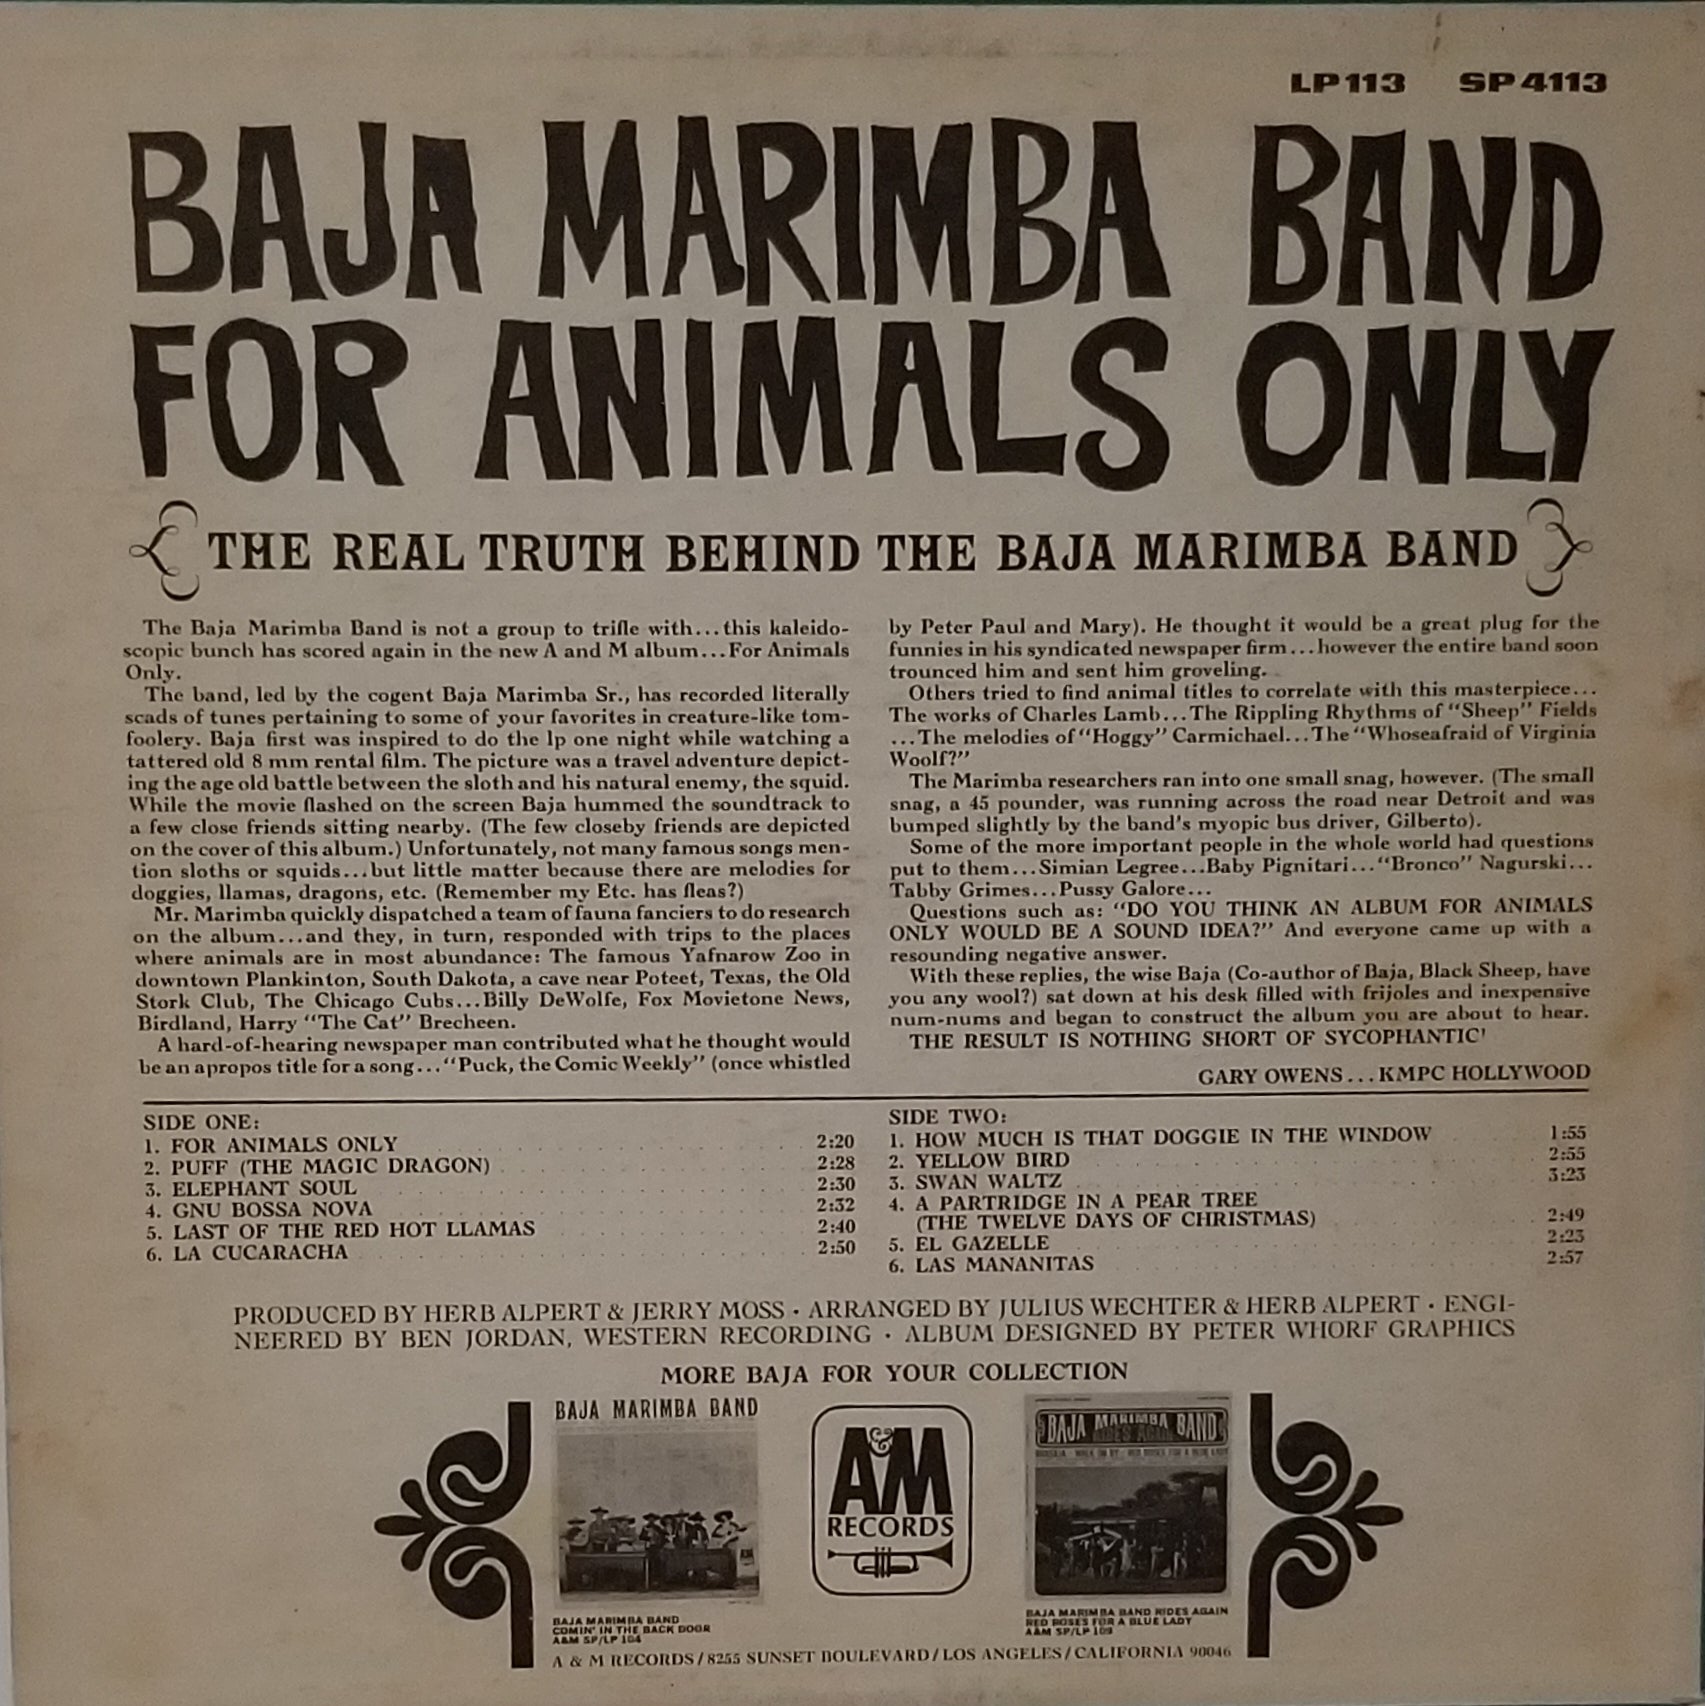 LP 113 SP 4113
BAJA MARIMBA BAND
FOR ANIMALS ONLY
THE REAL TRUTH BEHIND THE BAJA MARIMBA BAND
The Baja Marimba Band is not a group to trifle with...this kaleido-
scopic bunch has scored again in the new A and M album...For Animals
Only.
The band, led by the cogent Baja Marimba Sr., has recorded literally
scads of tunes pertaining to some of your favorites in creature-like tom-
foolery. Baja first was inspired to do the lp one night while watching a
tattered old 8 mm rental film. The picture was a travel adventure depict-
ing the age old battle between the sloth and his natural enemy, the squid.
While the movie flashed on the screen Baja hummed the soundtrack to
a few close friends sitting nearby. (The few closeby friends are depicted
on the cover of this album.) Unfortunately, not many famous songs men-
tion sloths or squids...but little matter because there are melodies for
doggies, llamas, dragons, etc. (Remember my Etc. has fleas?)
Mr. Marimba quickly dispatched a team of fauna fanciers to do research
on the album...and they, in turn, responded with trips to the places
where animals are in most abundance: The famous Yafnarow Zoo in
downtown Plankinton, South Dakota, a cave near Poteet, Texas, the Old
Stork Club, The Chicago Cubs...Billy DeWolfe, Fox Movietone News,
Birdland, Harry "The Cat" Brecheen.
A hard-of-hearing newspaper man contributed what he thought would
be an apropos title for a song..."Puck, the Comic Weekly" (once whistled
by Peter Paul and Mary). He thought it would be a great plug for the
funnies in his syndicated newspaper firm...however the entire band soon
trounced him and sent him groveling.
Others tried to find animal titles to correlate with this masterpiece...
The works of Charles Lamb...The Rippling Rhythms of "Sheep" Fields
...The melodies of "Hoggy" Carmichael...The "Whoseafraid of Virginia
Woolf?"
The Marimba researchers ran into one small snag, however. (The small
snag, a 45 pounder, was running across the road near Detroit and was
bumped slightly by the band's myopic bus driver, Gilberto).
Some of the more important people in the whole world had questions
put to them...Simian Legree...Baby Pignitari..."Bronco" Nagurski...
Tabby Grimes...Pussy Galore...
Questions such as: "DO YOU THINK AN ALBUM FOR ANIMALS
ONLY WOULD BE A SOUND IDEA?" And everyone came up with a
resounding negative answer.
With these replies, the wise Baja (Co-author of Baja, Black Sheep, have
you any wool?) sat down at his desk filled with frijoles and inexpensive
num-nums and began to construct the album you are about to hear.
THE RESULT IS NOTHING SHORT OF SYCOPHANTIC!
GARY OWENS...KMPC HOLLYWOOD
SIDE ONE:
1. FOR ANIMALS ONLY 2:20
2. PUFF (THE MAGIC DRAGON) 2:28
3. ELEPHANT SOUL 2:30
4. GNU BOSSA NOVA 2:32
5. LAST OF THE RED HOT LLAMAS 2:40
6. LA CUCARACHA 2:50
SIDE TWO:
1. HOW MUCH IS THAT DOGGIE IN THE WINDOW 1:55
2. YELLOW BIRD 2:55
3. SWAN WALTZ 3:23
4. A PARTRIDGE IN A PEAR TREE
(THE TWELVE DAYS OF CHRISTMAS) 2:49
5. EL GAZELLE 2:23
6. LAS MANANITAS 2:57
PRODUCED BY HERB ALPERT & JERRY MOSS • ARRANGED BY JULIUS WECHTER & HERB ALPERT • ENGI-
NEERED BY BEN JORDAN, WESTERN RECORDING • ALBUM DESIGNED BY PETER WHORF GRAPHICS
MORE BAJA FOR YOUR COLLECTION
BAJA MARIMBA BAND
A&M
BAJA MARIMBA BAND
COMIN' IN THE BACK DOOR
A&M SP/LP 104
A&M
RECORDS
BAJA MARIMBA BAND
RIDES AGAIN
BAJA MARIMBA BAND RIDES AGAIN
RED ROSES FOR A BLUE LADY
A&M SP/LP 109
A & M RECORDS / 8255 SUNSET BOULEVARD / LOS ANGELES / CALIFORNIA 90046